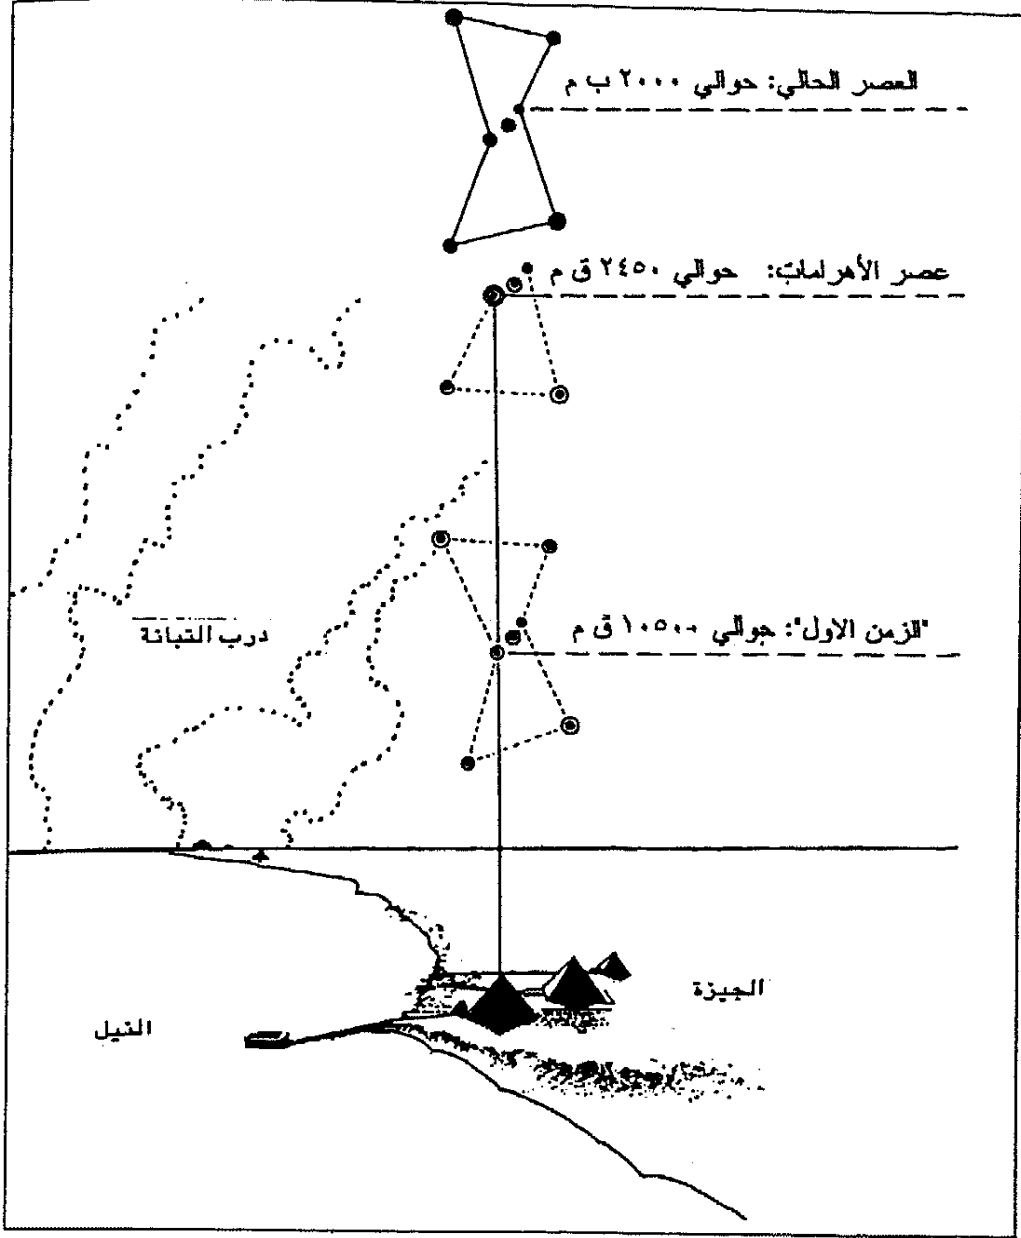 العصر الحالي: حوالي ٢٠٠٠ ب م
عصر الأهرامات: حوالي ٢٤٥٠ ق م
درب التبانة
"الزمن الاول": حوالي ١٠٥٠٠ ق م
الجيزة
النيل